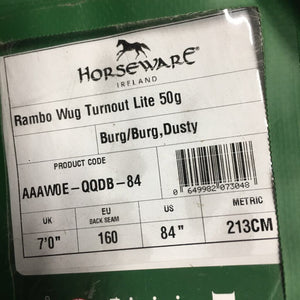 HORSEWARE
IRELAND
Rambo Wug Turnout Lite 50g
Burg/Burg,Dusty
PRODUCT CODE
AAAW0E-QQDB-84
0 649982 073048
UK EU BACK SEAM US METRIC
7'0" 160 84" 213CM